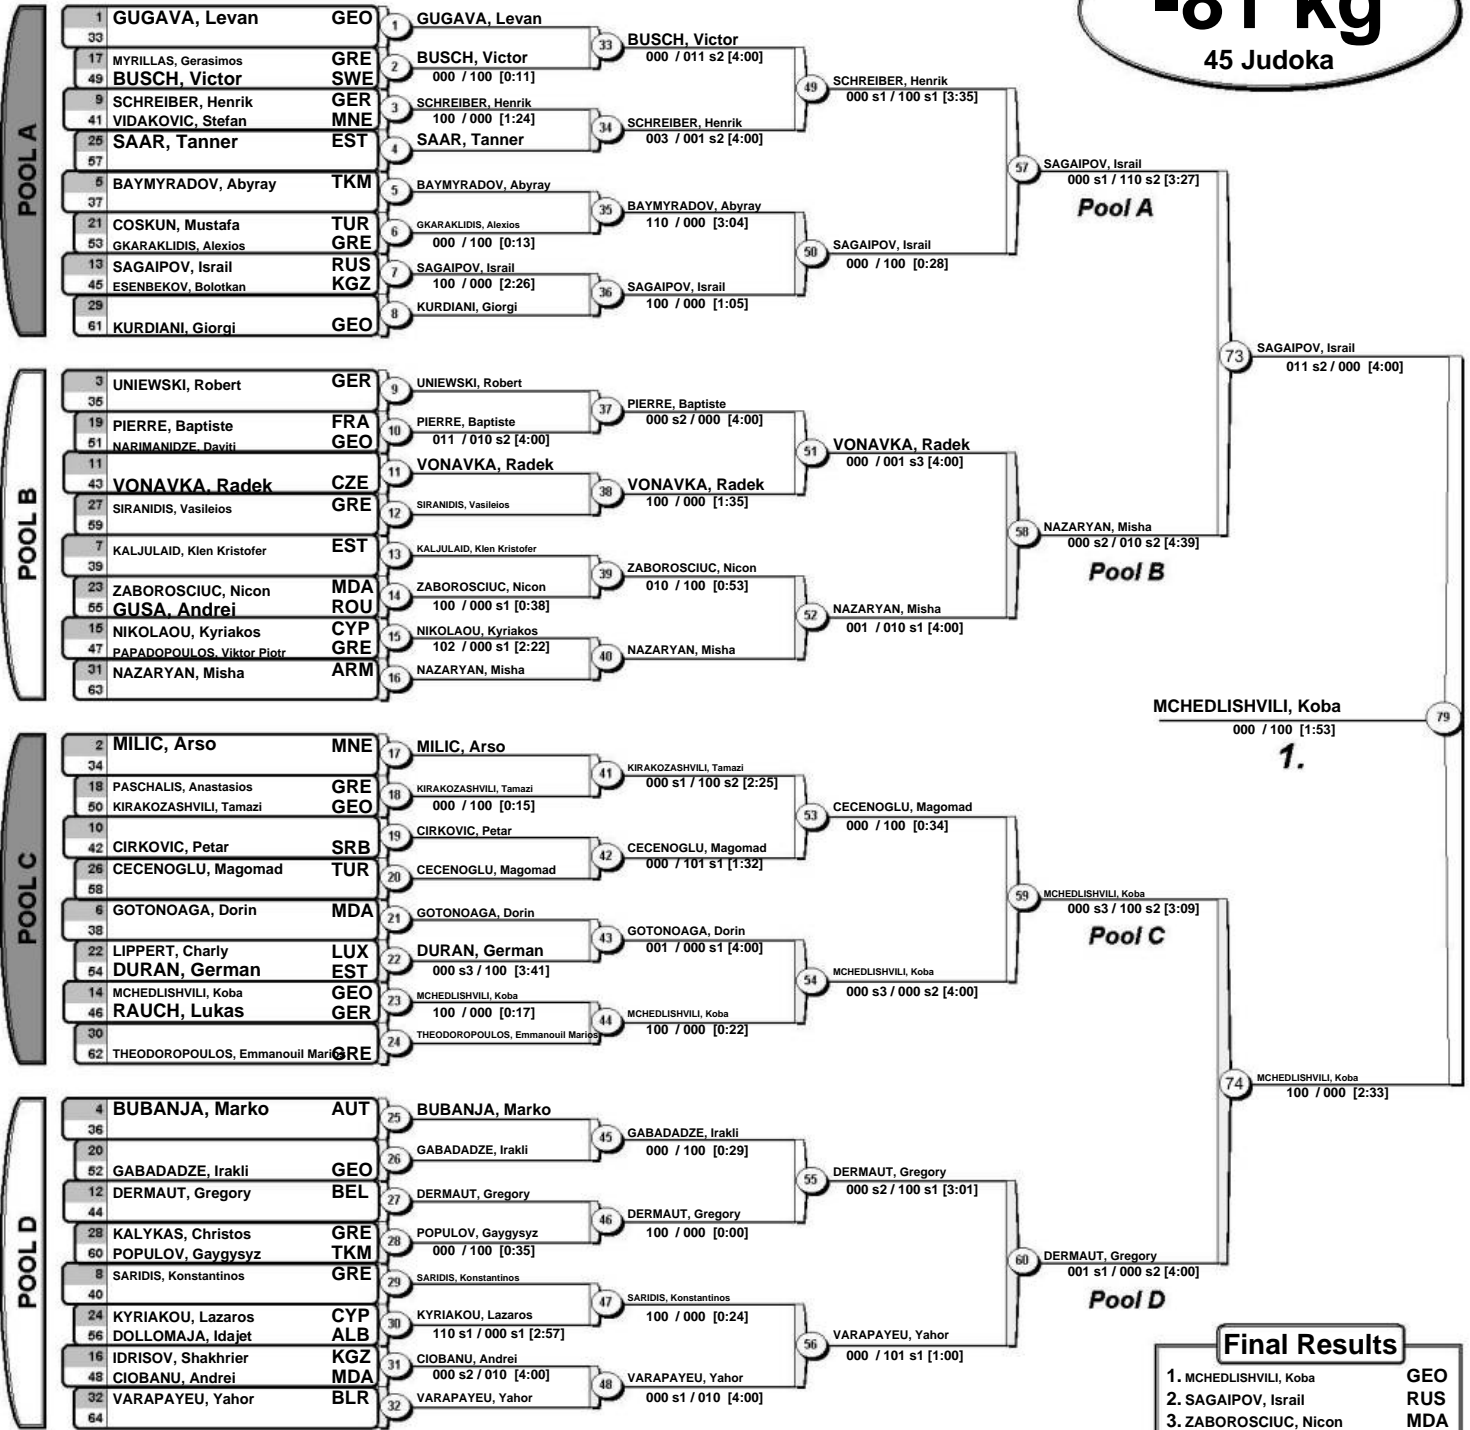 -81 kg
45 Judoka
POOL A
1 GUGAVA, Levan GEO
33
17 MYRILLAS, Gerasimos GRE
49 BUSCH, Victor SWE
9 SCHREIBER, Henrik GER
41 VIDAKOVIC, Stefan MNE
25 SAAR, Tanner EST
57
5 BAYMYRADOV, Abyray TKM
37
21 COSKUN, Mustafa TUR
53 GKARAKLIDIS, Alexios GRE
13 SAGAIPOV, Israil RUS
45 ESENBEKOV, Bolotkan KGZ
29
61 KURDIANI, Giorgi GEO
1 GUGAVA, Levan
2 BUSCH, Victor
000 / 100 [0:11]
3 SCHREIBER, Henrik
100 / 000 [1:24]
4 SAAR, Tanner
5 BAYMYRADOV, Abyray
6 GKARAKLIDIS, Alexios
000 / 100 [0:13]
7 SAGAIPOV, Israil
100 / 000 [2:26]
8 KURDIANI, Giorgi
33 BUSCH, Victor
000 / 011 s2 [4:00]
34 SCHREIBER, Henrik
003 / 001 s2 [4:00]
35 BAYMYRADOV, Abyray
110 / 000 [3:04]
36 SAGAIPOV, Israil
100 / 000 [1:05]
49 SCHREIBER, Henrik
000 s1 / 100 s1 [3:35]
50 SAGAIPOV, Israil
000 / 100 [0:28]
57 SAGAIPOV, Israil
000 s1 / 110 s2 [3:27]
Pool A
POOL B
3 UNIEWSKI, Robert GER
35
19 PIERRE, Baptiste FRA
51 NARIMANIDZE, Daviti GEO
11
43 VONAVKA, Radek CZE
27 SIRANIDIS, Vasileios GRE
59
7 KALJULAID, Klen Kristofer EST
39
23 ZABOROSCIUC, Nicon MDA
55 GUSA, Andrei ROU
15 NIKOLAOU, Kyriakos CYP
47 PAPADOPOULOS, Viktor Piotr GRE
31 NAZARYAN, Misha ARM
63
9 UNIEWSKI, Robert
10 PIERRE, Baptiste
011 / 010 s2 [4:00]
11 VONAVKA, Radek
12 SIRANIDIS, Vasileios
13 KALJULAID, Klen Kristofer
14 ZABOROSCIUC, Nicon
100 / 000 s1 [0:38]
15 NIKOLAOU, Kyriakos
102 / 000 s1 [2:22]
16 NAZARYAN, Misha
37 PIERRE, Baptiste
000 s2 / 000 [4:00]
38 VONAVKA, Radek
100 / 000 [1:35]
39 ZABOROSCIUC, Nicon
010 / 100 [0:53]
40 NAZARYAN, Misha
51 VONAVKA, Radek
000 / 001 s3 [4:00]
52 NAZARYAN, Misha
001 / 010 s1 [4:00]
58 NAZARYAN, Misha
000 s2 / 010 s2 [4:39]
Pool B
73 SAGAIPOV, Israil
011 s2 / 000 [4:00]
POOL C
2 MILIC, Arso MNE
34
18 PASCHALIS, Anastasios GRE
50 KIRAKOZASHVILI, Tamazi GEO
10
42 CIRKOVIC, Petar SRB
26 CECENOGLU, Magomad TUR
58
6 GOTONOAGA, Dorin MDA
38
22 LIPPERT, Charly LUX
54 DURAN, German EST
14 MCHEDLISHVILI, Koba GEO
46 RAUCH, Lukas GER
30
62 THEODOROPOULOS, Emmanouil Marios GRE
17 MILIC, Arso
18 KIRAKOZASHVILI, Tamazi
000 / 100 [0:15]
19 CIRKOVIC, Petar
20 CECENOGLU, Magomad
21 GOTONOAGA, Dorin
22 DURAN, German
000 s3 / 100 [3:41]
23 MCHEDLISHVILI, Koba
100 / 000 [0:17]
24 THEODOROPOULOS, Emmanouil Marios
41 KIRAKOZASHVILI, Tamazi
000 s1 / 100 s2 [2:25]
42 CECENOGLU, Magomad
000 / 101 s1 [1:32]
43 GOTONOAGA, Dorin
001 / 000 s1 [4:00]
44 MCHEDLISHVILI, Koba
100 / 000 [0:22]
53 CECENOGLU, Magomad
000 / 100 [0:34]
54 MCHEDLISHVILI, Koba
000 s3 / 000 s2 [4:00]
59 MCHEDLISHVILI, Koba
000 s3 / 100 s2 [3:09]
Pool C
MCHEDLISHVILI, Koba 79
000 / 100 [1:53]
1.
POOL D
4 BUBANJA, Marko AUT
36
20
52 GABADADZE, Irakli GEO
12 DERMAUT, Gregory BEL
44
28 KALYKAS, Christos GRE
60 POPULOV, Gaygysyz TKM
8 SARIDIS, Konstantinos GRE
40
24 KYRIAKOU, Lazaros CYP
56 DOLLOMAJA, Idajet ALB
16 IDRISOV, Shakhrier KGZ
48 CIOBANU, Andrei MDA
32 VARAPAYEU, Yahor BLR
64
25 BUBANJA, Marko
26 GABADADZE, Irakli
27 DERMAUT, Gregory
28 POPULOV, Gaygysyz
000 / 100 [0:35]
29 SARIDIS, Konstantinos
30 KYRIAKOU, Lazaros
110 s1 / 000 s1 [2:57]
31 CIOBANU, Andrei
000 s2 / 010 [4:00]
32 VARAPAYEU, Yahor
45 GABADADZE, Irakli
000 / 100 [0:29]
46 DERMAUT, Gregory
100 / 000 [0:00]
47 SARIDIS, Konstantinos
100 / 000 [0:24]
48 VARAPAYEU, Yahor
000 s1 / 010 [4:00]
55 DERMAUT, Gregory
000 s2 / 100 s1 [3:01]
56 VARAPAYEU, Yahor
000 / 101 s1 [1:00]
60 DERMAUT, Gregory
001 s1 / 000 s2 [4:00]
Pool D
74 MCHEDLISHVILI, Koba
100 / 000 [2:33]
Final Results
1. MCHEDLISHVILI, Koba GEO
2. SAGAIPOV, Israil RUS
3. ZABOROSCIUC, Nicon MDA